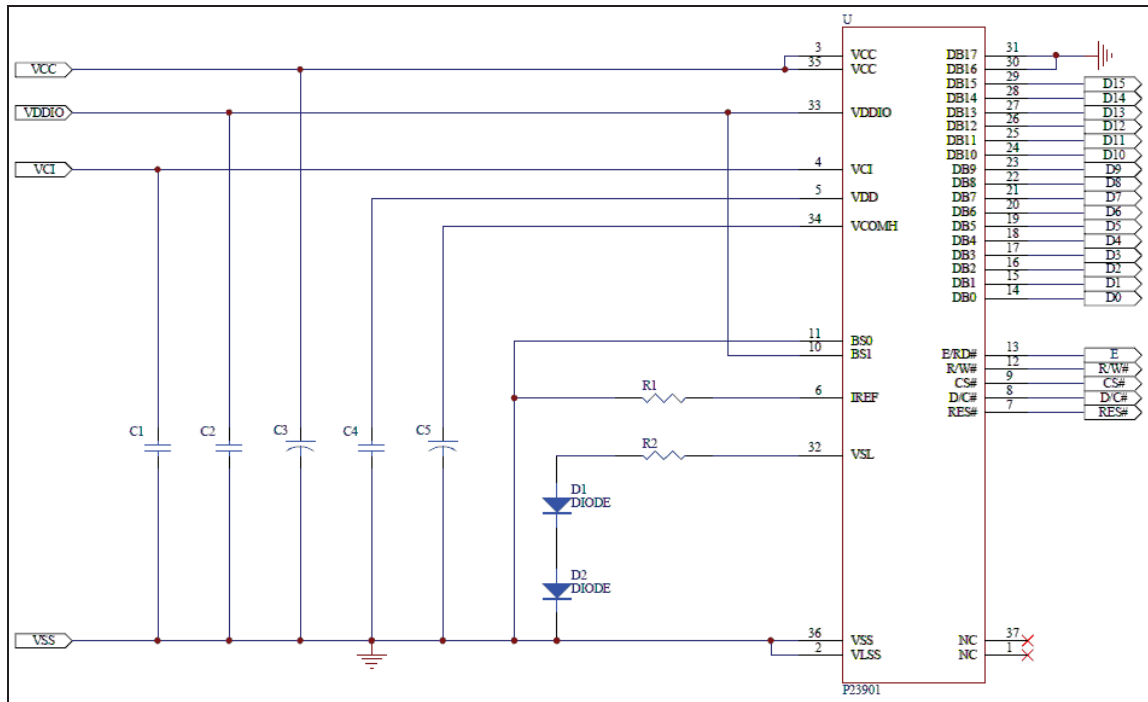 U
VCC 3 VCC DB17 31
35 VCC DB16 30
DB15 29 D15
DB14 28 D14
VDDIO 33 VDDIO DB13 27 D13
DB12 26 D12
DB11 25 D11
DB10 24 D10
VCI 4 VCI DB9 23 D9
DB8 22 D8
5 VDD DB7 21 D7
DB6 20 D6
34 VCOMH DB5 19 D5
DB4 18 D4
DB3 17 D3
DB2 16 D2
DB1 15 D1
DB0 14 D0
11 BS0
10 BS1 E/RD# 13 E
R/W# 12 R/W#
CS# 9 CS#
R1 6 IREF D/C# 8 D/C#
RES# 7 RES#
C1 C2 C3 C4 C5
R2 32 VSL
D1
DIODE
D2
DIODE
VSS 36 VSS NC 37
2 VLSS NC 1
P23901